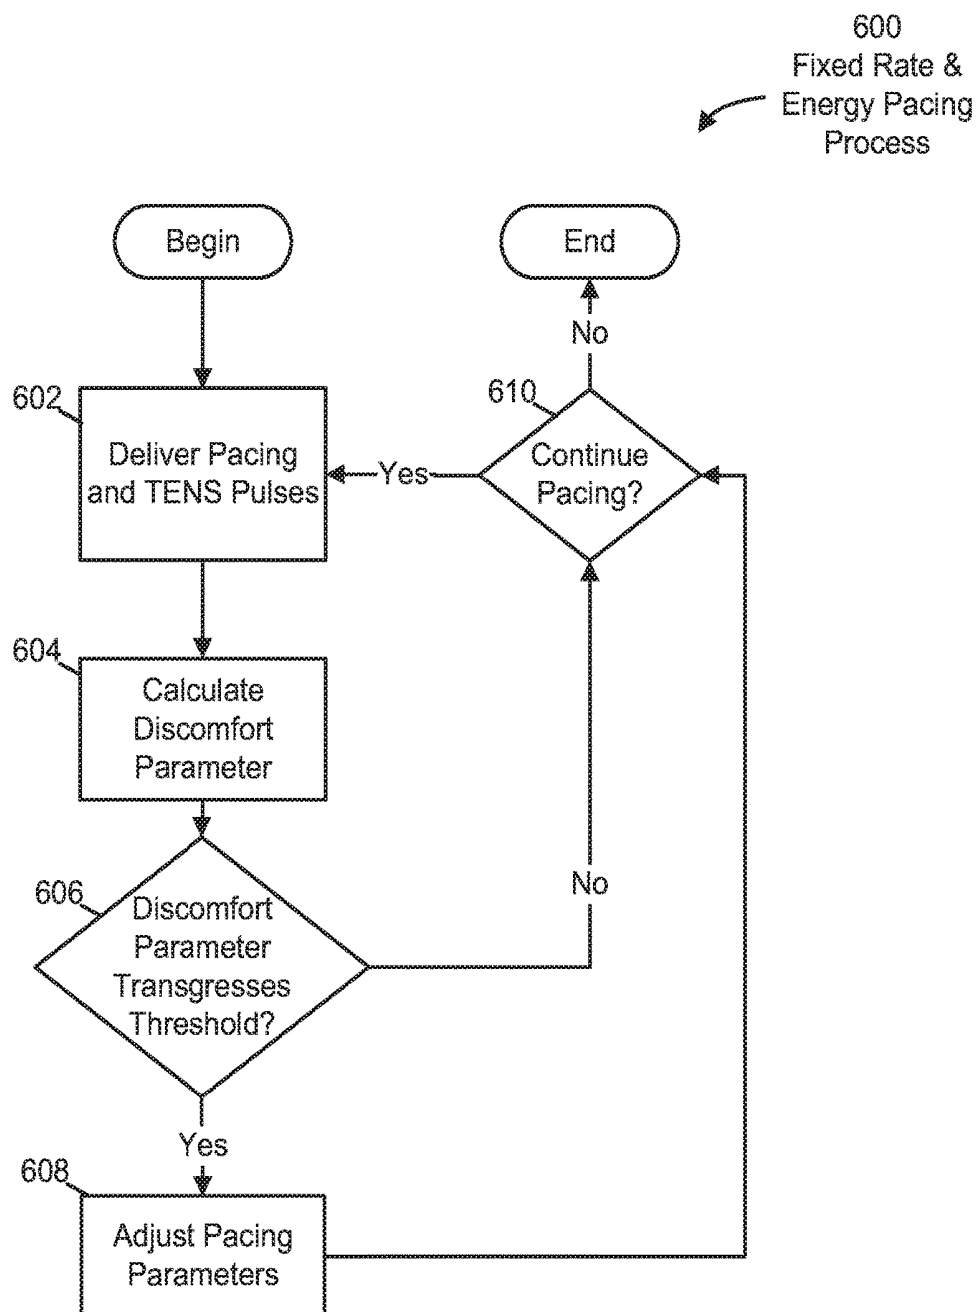 600
Fixed Rate &
Energy Pacing
Process
Begin
End
No
602
610
Deliver Pacing
and TENS Pulses
Yes
Continue
Pacing?
604
Calculate
Discomfort
Parameter
606
Discomfort
Parameter
Transgresses
Threshold?
No
Yes
608
Adjust Pacing
Parameters